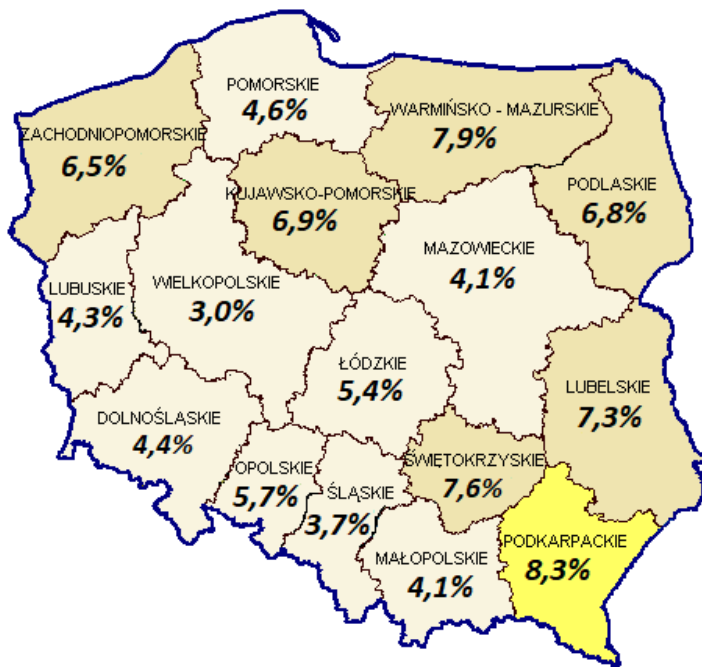 POMORSKIE
4,6%
WARMIŃSKO - MAZURSKIE
7,9%
ZACHODNIOPOMORSKIE
6,5%
KUJAWSKO-POMORSKIE
6,9%
PODLASKIE
6,8%
MAZOWIECKIE
4,1%
LUBUSKIE
4,3%
WIELKOPOLSKIE
3,0%
ŁÓDZKIE
5,4%
LUBELSKIE
7,3%
DOLNOŚLĄSKIE
4,4%
OPOLSKIE
5,7%
ŚLĄSKIE
3,7%
ŚWIĘTOKRZYSKIE
7,6%
MAŁOPOLSKIE
4,1%
PODKARPACKIE
8,3%